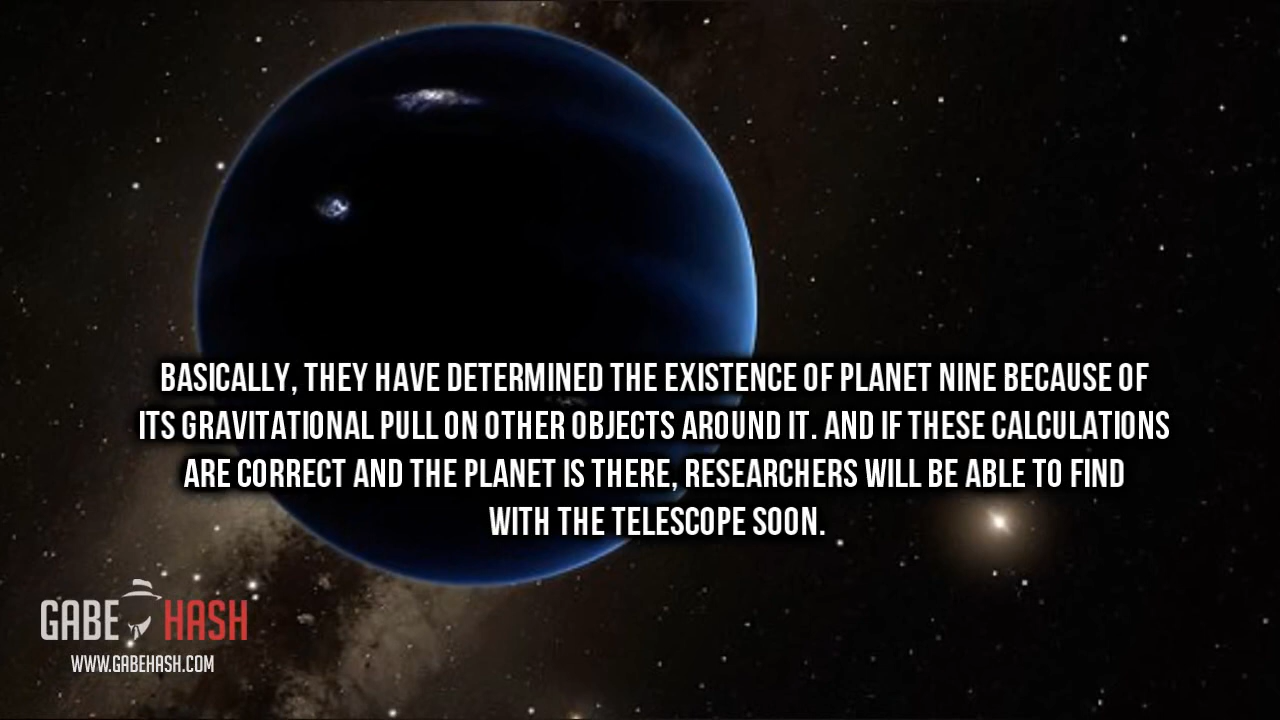 BASICALLY, THEY HAVE DETERMINED THE EXISTENCE OF PLANET NINE BECAUSE OF
ITS GRAVITATIONAL PULL ON OTHER OBJECTS AROUND IT. AND IF THESE CALCULATIONS
ARE CORRECT AND THE PLANET IS THERE, RESEARCHERS WILL BE ABLE TO FIND
WITH THE TELESCOPE SOON.
GABE HASH
WWW.GABEHASH.COM